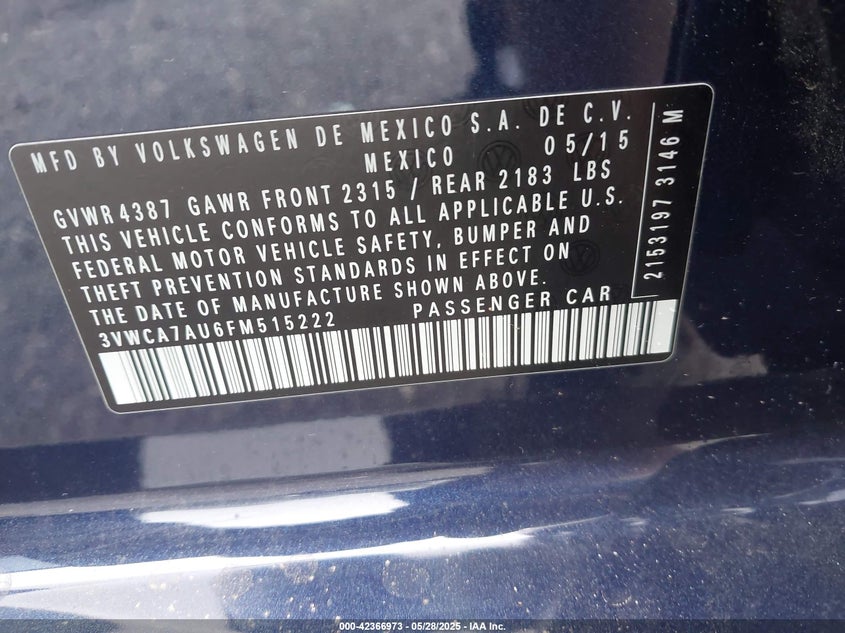 MFD BY VOLKSWAGEN DE MEXICO S.A. DE C.V.
MEXICO 05/15
GVWR 4387 GAWR FRONT 2315 / REAR 2183 LBS
THIS VEHICLE CONFORMS TO ALL APPLICABLE U.S.
FEDERAL MOTOR VEHICLE SAFETY, BUMPER AND
THEFT PREVENTION STANDARDS IN EFFECT ON
THE DATE OF MANUFACTURE SHOWN ABOVE.
3VWCA7AU6FM515222 PASSENGER CAR
2153197 3146 M
000-42366973 - 05/28/2025 - IAA Inc.